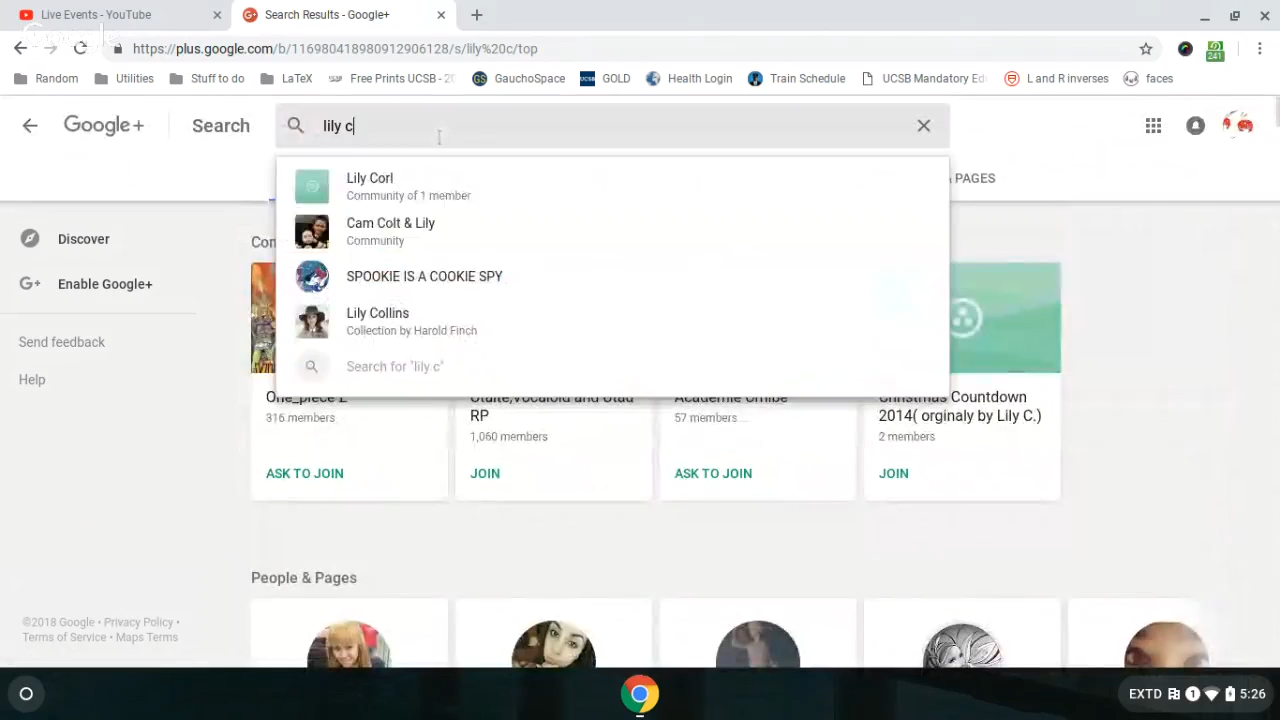 Live Events - YouTube
Search Results - Google+
https://plus.google.com/b/116980418980912906128/s/lily%20c/top
Random
Utilities
Stuff to do
LaTeX
Free Prints UCSB - 20
GauchoSpace
GOLD
Health Login
Train Schedule
UCSB Mandatory Ed
L and R inverses
faces
241
Google+
Search
lily c
Lily Corl
Community of 1 member
Cam Colt & Lily
Community
SPOOKIE IS A COOKIE SPY
Lily Collins
Collection by Harold Finch
Search for "lily c"
PAGES
Discover
Enable Google+
Send feedback
Help
Com
316 members
ASK TO JOIN
RP
1,060 members
JOIN
57 members
ASK TO JOIN
Christmas Countdown
2014( orginaly by Lily C.)
2 members
JOIN
People & Pages
©2018 Google • Privacy Policy •
Terms of Service • Maps Terms
EXTD
1
5:26